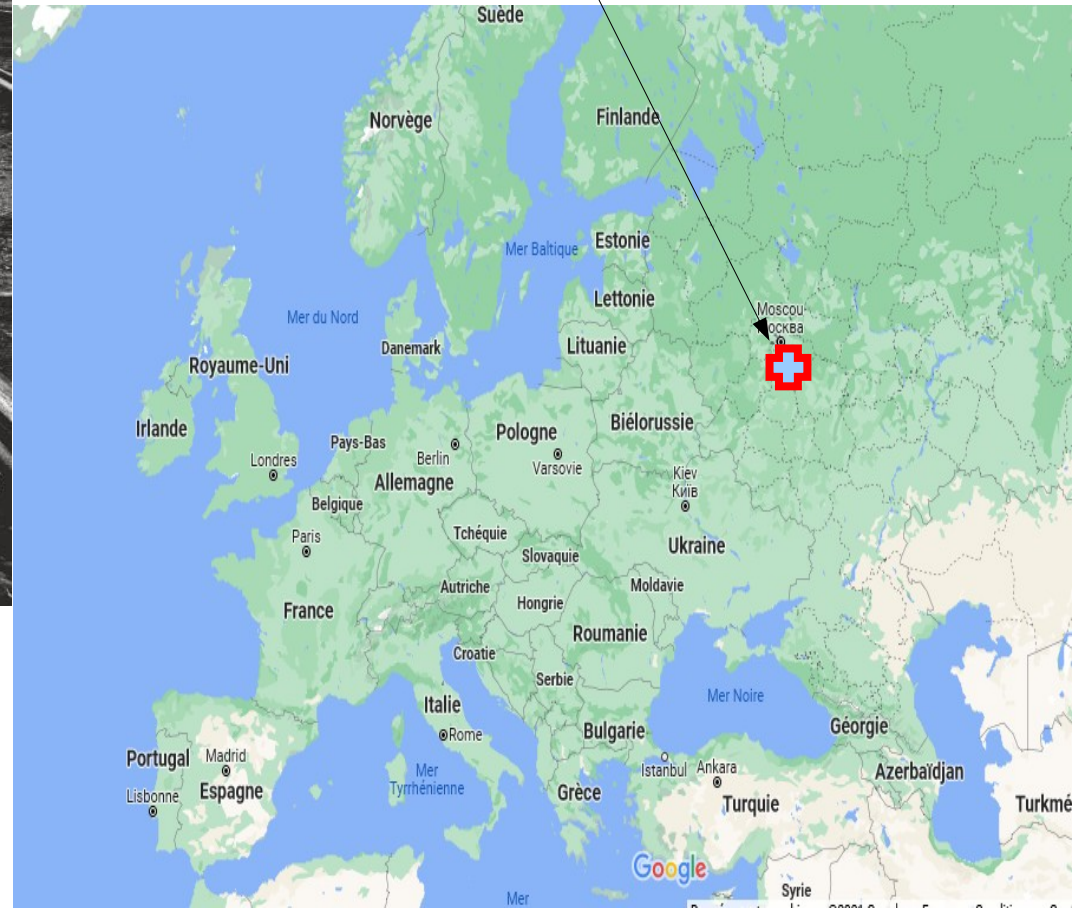 Suède
Norvège
Finlande
Mer Baltique
Estonie
Mer du Nord
Lettonie
Moscou
Danemark
Lituanie
Royaume-Uni
Irlande
Pays-Bas
Berlin
Pologne
Biélorussie
Londres
Varsovie
Allemagne
Kiev
Київ
Belgique
Paris
Tchéquie
Slovaquie
Ukraine
Autriche
Moldavie
France
Hongrie
Roumanie
Croatie
Serbie
Mer Noire
Italie
Rome
Bulgarie
Géorgie
Portugal
Madrid
Istanbul
Ankara
Azerbaïdjan
Mer
Tyrrhénienne
Lisbonne
Espagne
Grèce
Turquie
Turkmé
Google
Syrie
Mer